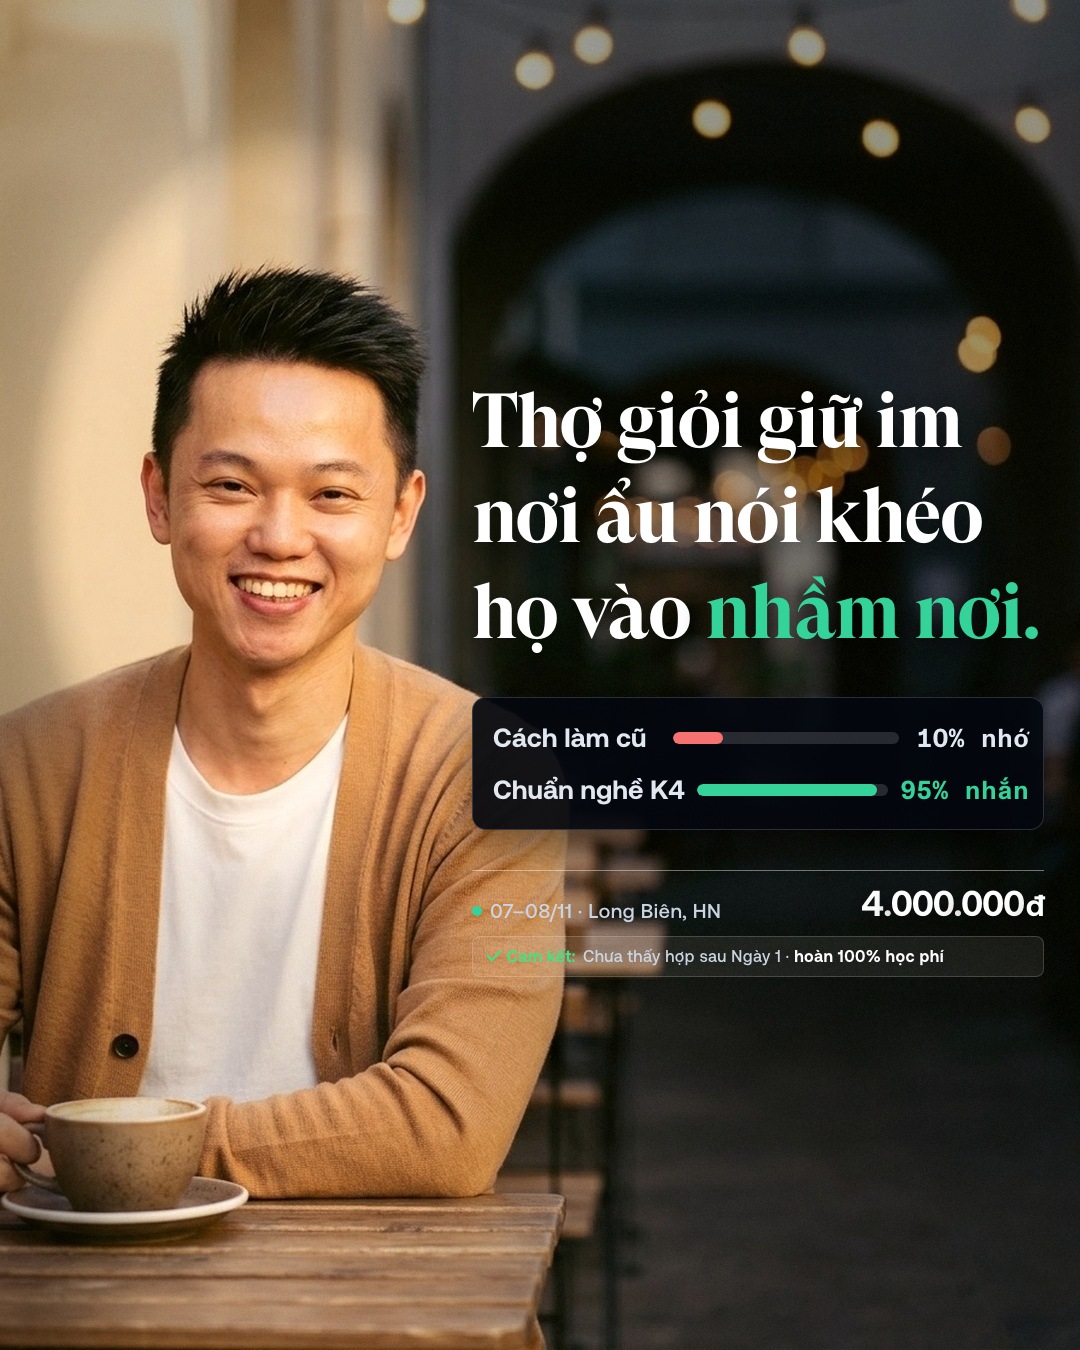 Thợ giỏi giữ im
nơi ẩu nói khéo
họ vào nhầm nơi.
Cách làm cũ 10% nhớ
Chuẩn nghề K4 95% nhắn
07–08/11 · Long Biên, HN 4.000.000đ
✓ Cam kết: Chưa thấy hợp sau Ngày 1 · hoàn 100% học phí